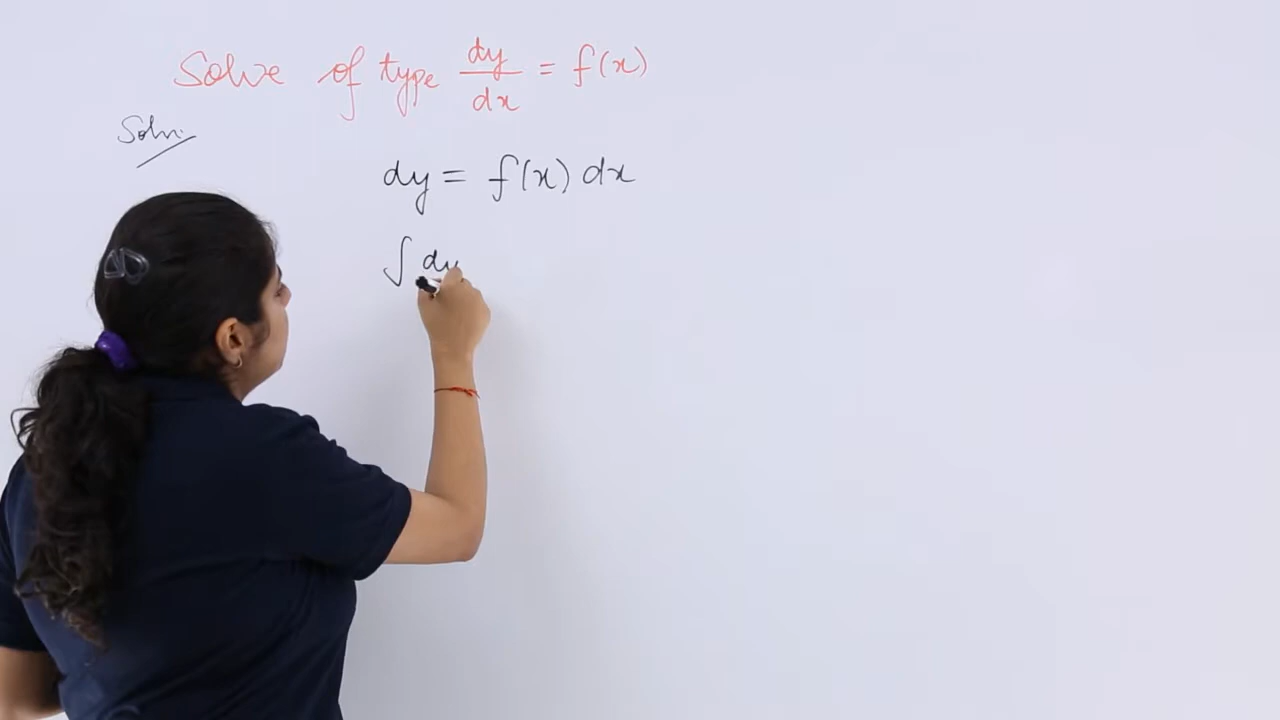 Solve of type dy/dx = f(x)
Soln:
dy = f(x) dx
∫ dy